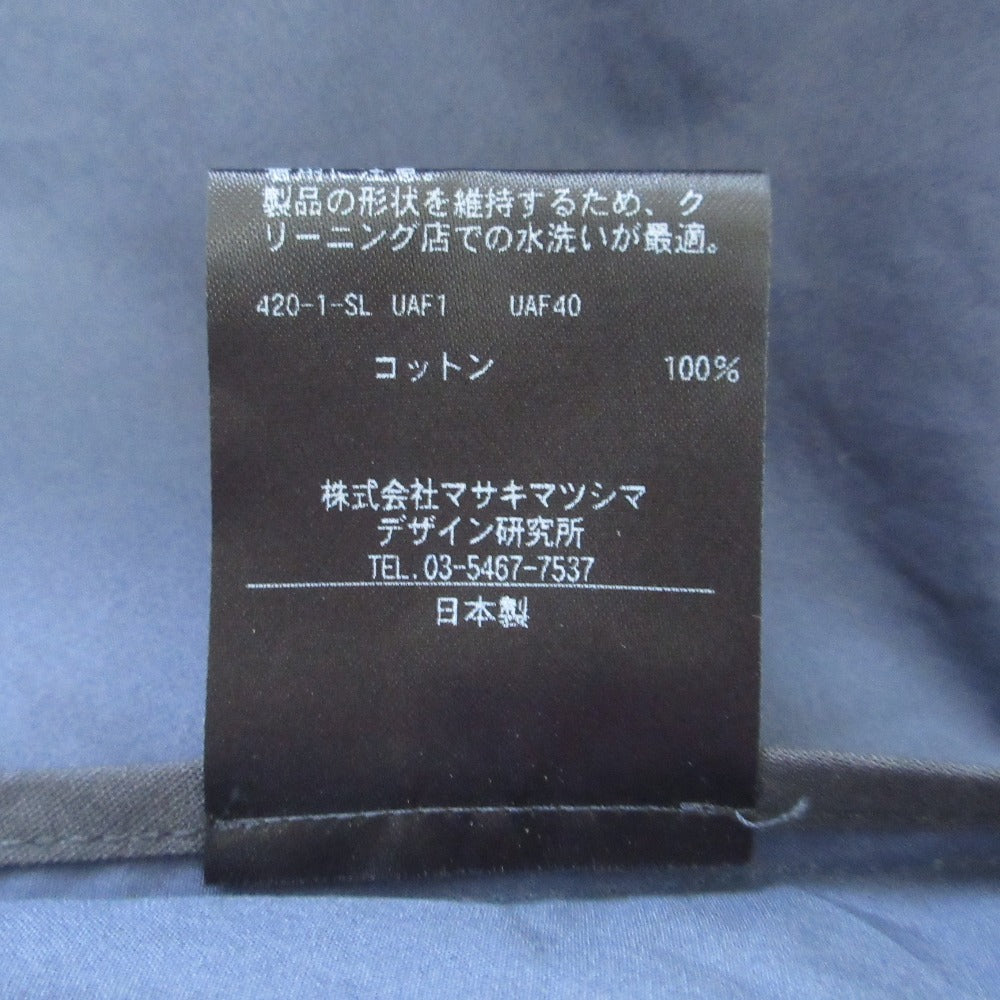 製品の形状を維持するため、ク
リーニング店での水洗いが最適。
420-1-SL UAF1 UAF40
コットン 100%
株式会社マサキマツシマ
デザイン研究所
TEL. 03-5467-7537
日本製